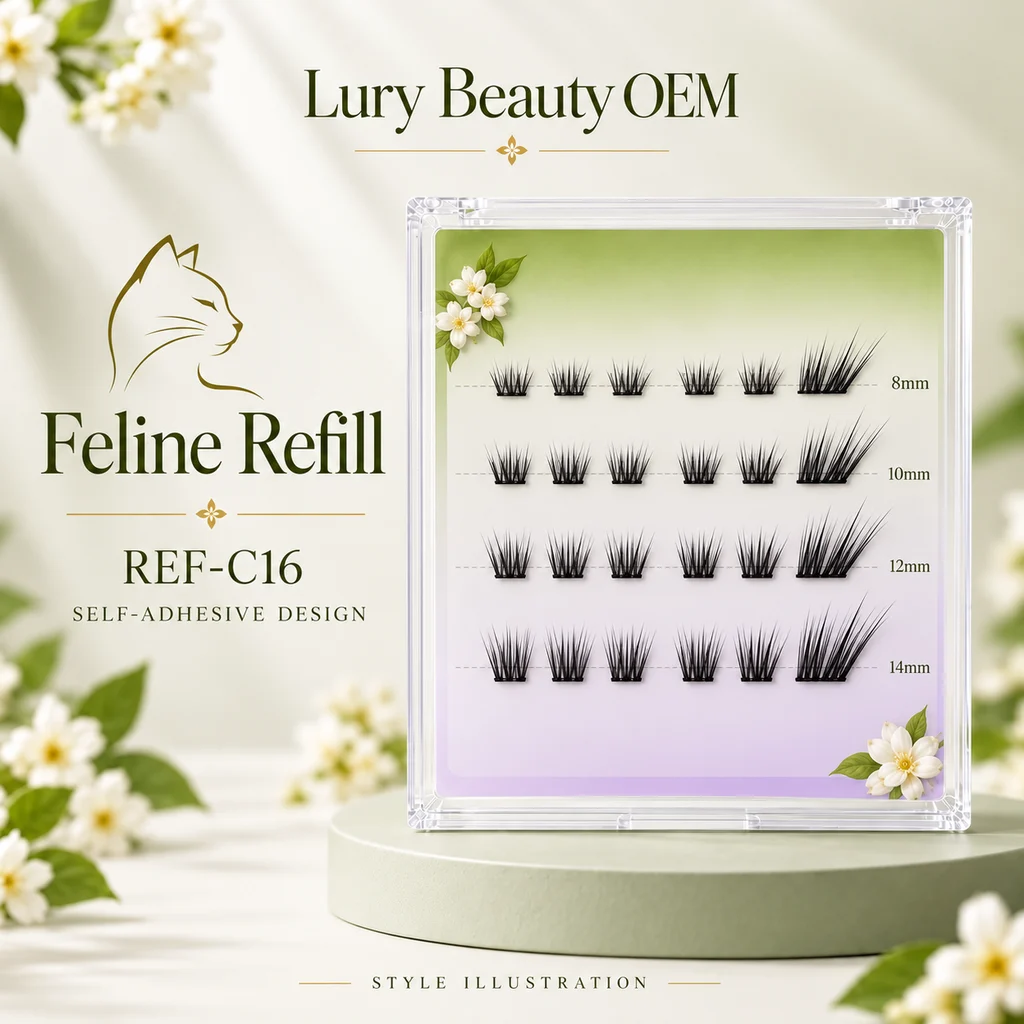 Lury Beauty OEM
Feline Refill
REF-C16
SELF-ADHESIVE DESIGN
8mm
10mm
12mm
14mm
STYLE ILLUSTRATION